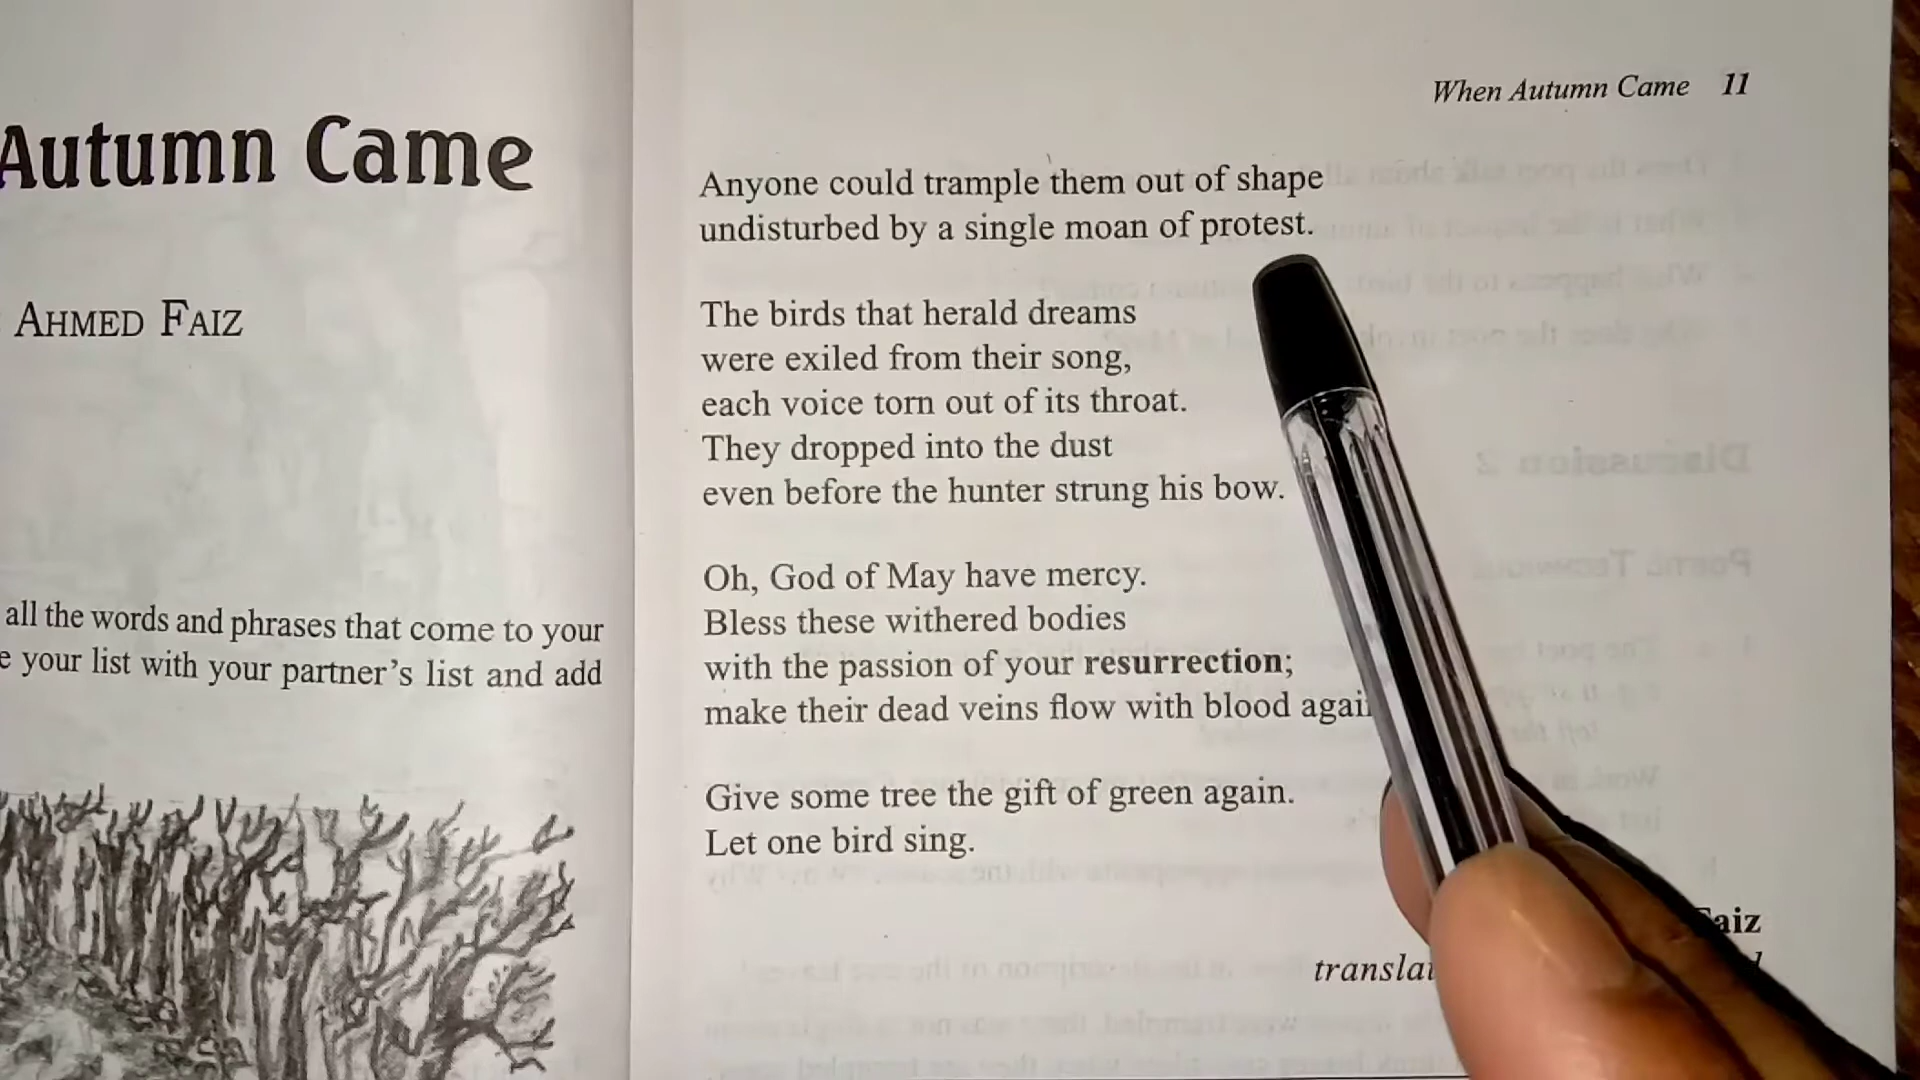 Autumn Came
AHMED FAIZ
all the words and phrases that come to your
your list with your partner's list and add
When Autumn Came 11
Anyone could trample them out of shape
undisturbed by a single moan of protest.
The birds that herald dreams
were exiled from their song,
each voice torn out of its throat.
They dropped into the dust
even before the hunter strung his bow.
Oh, God of May have mercy.
Bless these withered bodies
with the passion of your resurrection;
make their dead veins flow with blood
Give some tree the gift of green again.
Let one bird sing.